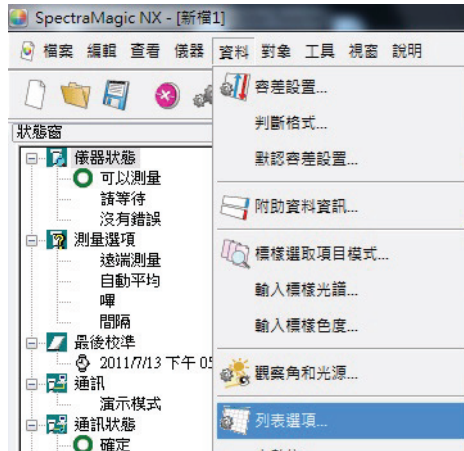 SpectraMagic NX - [新檔1]
檔案 編輯 查看 儀器 資料 對象 工具 視窗 說明
狀態窗
儀器狀態
可以測量
請等待
沒有錯誤
測量選項
遠端測量
自動平均
嗶
間隔
最後校準
2011/7/13 下午 05
通訊
演示模式
通訊狀態
確定
容差設置...
判斷格式...
默認容差設置...
附助資料資訊...
標樣選取項目模式...
輸入標樣光譜...
輸入標樣色度...
觀察角和光源...
列表選項...